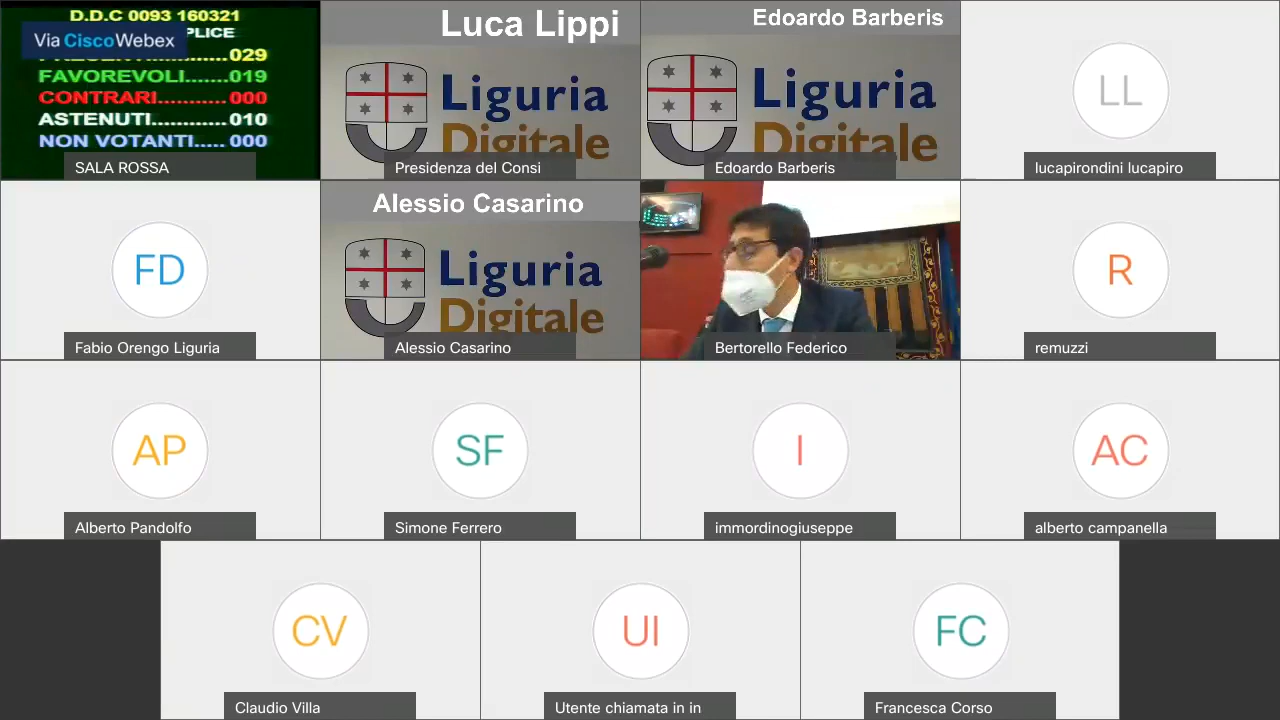 D.D.C 0093 160321
Via Cisco Webex
PLICE
029
FAVOREVOLI.......019
CONTRARI...........000
ASTENUTI............010
NON VOTANTI..... 000
SALA ROSSA
Luca Lippi
Liguria
Digitale
Presidenza del Consi
Edoardo Barberis
Liguria
Digitale
Edoardo Barberis
LL
lucapirondini lucapiro
FD
Fabio Orengo Liguria
Alessio Casarino
Liguria
Digitale
Alessio Casarino
Bertorello Federico
R
remuzzi
AP
Alberto Pandolfo
SF
Simone Ferrero
I
immordinogiuseppe
AC
alberto campanella
CV
Claudio Villa
UI
Utente chiamata in in
FC
Francesca Corso